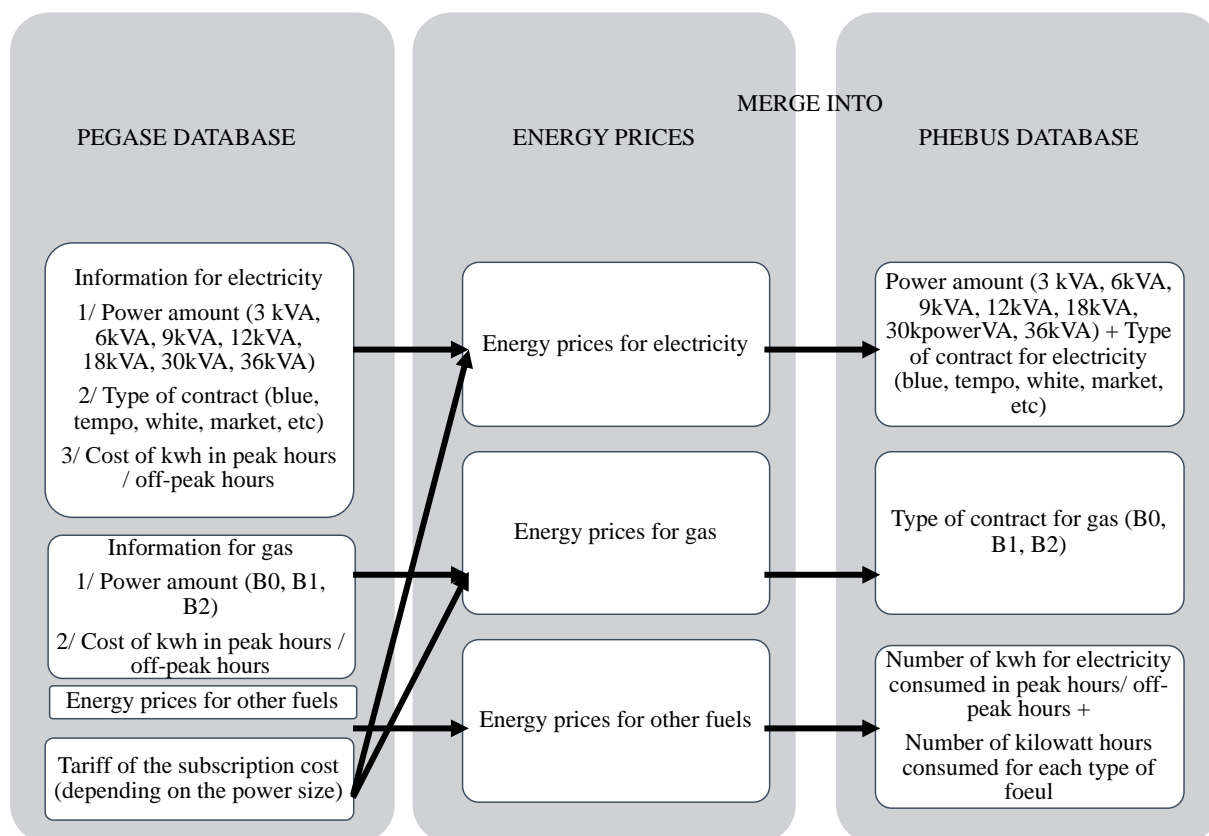 MERGE INTO
PEGASE DATABASE
ENERGY PRICES
PHEBUS DATABASE
Information for electricity
1/ Power amount (3 kVA,
6kVA, 9kVA, 12kVA,
18kVA, 30kVA, 36kVA)
2/ Type of contract (blue,
tempo, white, market, etc)
3/ Cost of kwh in peak hours
/ off-peak hours
Information for gas
1/ Power amount (B0, B1,
B2)
2/ Cost of kwh in peak hours /
off-peak hours
Energy prices for other fuels
Tariff of the subscription cost
(depending on the power size)
Energy prices for electricity
Energy prices for gas
Energy prices for other fuels
Power amount (3 kVA, 6kVA,
9kVA, 12kVA, 18kVA,
30kpowerVA, 36kVA) + Type
of contract for electricity
(blue, tempo, white, market,
etc)
Type of contract for gas (B0,
B1, B2)
Number of kwh for electricity
consumed in peak hours/ off-
peak hours +
Number of kilowatt hours
consumed for each type of
foeul